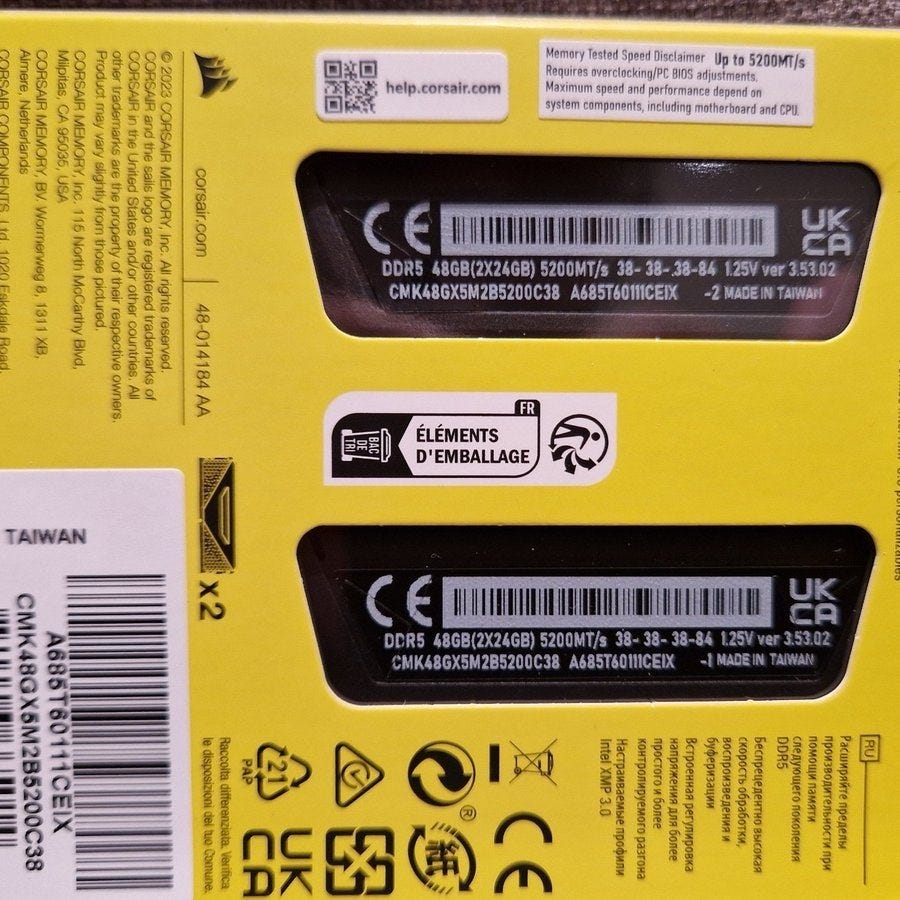 help.corsair.com
Memory Tested Speed Disclaimer Up to 5200MT/s
Requires overclocking/PC BIOS adjustments.
Maximum speed and performance depend on
system components, including motherboard and CPU.
CE
UK
CA
DDR5 48GB(2X24GB) 5200MT/s 38-38-38-84 1.25V ver 3.53.02
CMK48GX5M2B5200C38 A685T60111CEIX -2 MADE IN TAIWAN
FR
BAC
DE
TRI
ÉLÉMENTS
D'EMBALLAGE
CE
UK
CA
DDR5 48GB(2X24GB) 5200MT/s 38-38-38-84 1.25V ver 3.53.02
CMK48GX5M2B5200C38 A685T60111CEIX -1 MADE IN TAIWAN
corsair.com
48-014184 AA
© 2023 CORSAIR MEMORY, Inc. All rights reserved.
CORSAIR and the sails logo are registered trademarks of
CORSAIR in the United States and/or other countries. All
other trademarks are the property of their respective owners.
Product may vary slightly from those pictured.
CORSAIR MEMORY, Inc. 115 North McCarthy Blvd,
Milpitas, CA 95035, USA
CORSAIR MEMORY, BV. Wormerweg 8, 1311 XB,
Almere, Netherlands
CORSAIR COMPONENTS, Ltd. 1020 Eskdale Road,
x2
TAIWAN
A685T60111CEIX
CMK48GX5M2B5200C38
RU
Расширяйте пределы
производительности при
помощи памяти
следующего поколения
DDR5
Беспрецедентно высокая
скорость обработки,
воспроизведения и
буферизации
Встроенная регулировка
напряжения для более
простого и более
контролируемого разгона
Настраиваемые профили
Intel XMP 3.0
CE
®
紙
21
PAP
UK
CA
Raccolta differenziata. Verifica
le disposizioni del tuo Comune.